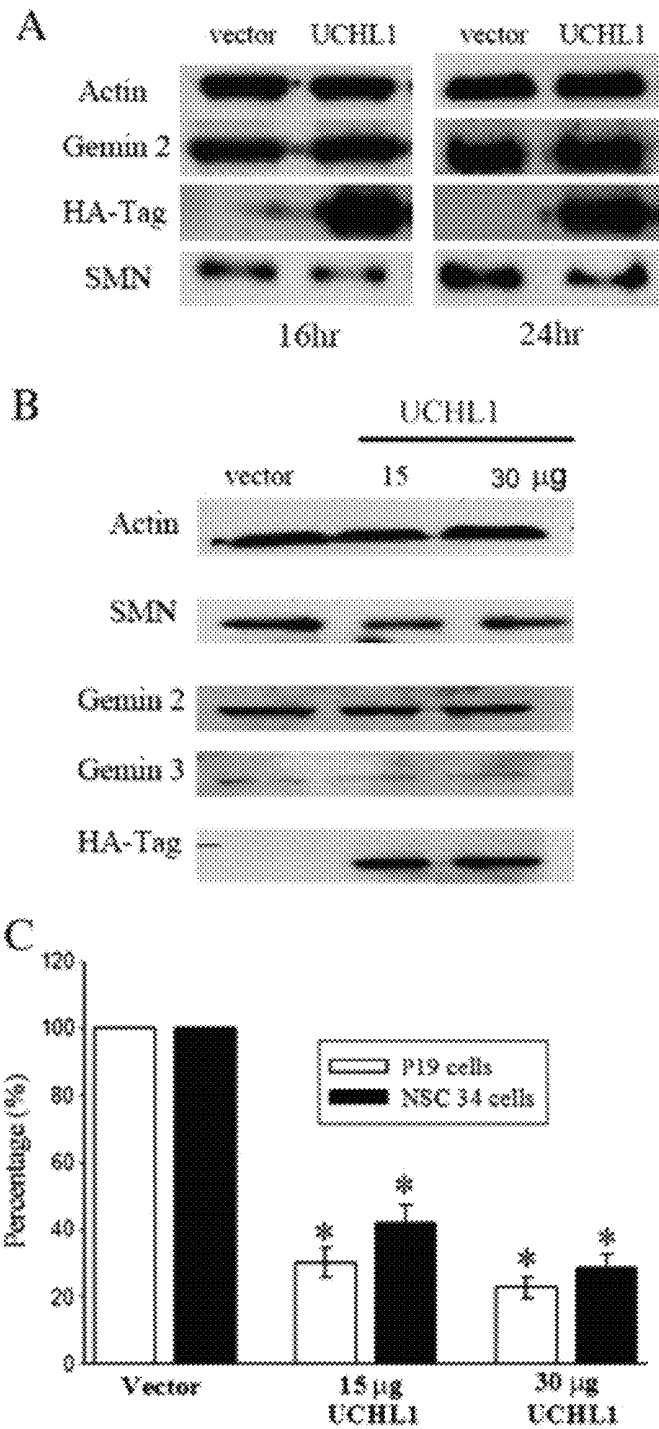 A
vector UCHL1 vector UCHL1
Actin
Gemin 2
HA-Tag
SMN
16hr 24hr
B
UCHL1
vector 15 30 μg
Actin
SMN
Gemin 2
Gemin 3
HA-Tag
C
120
100
80
60
40
20
0
Percentage (%)
P19 cells
NSC 34 cells
* * * *
Vector 15 μg UCHL1 30 μg UCHL1